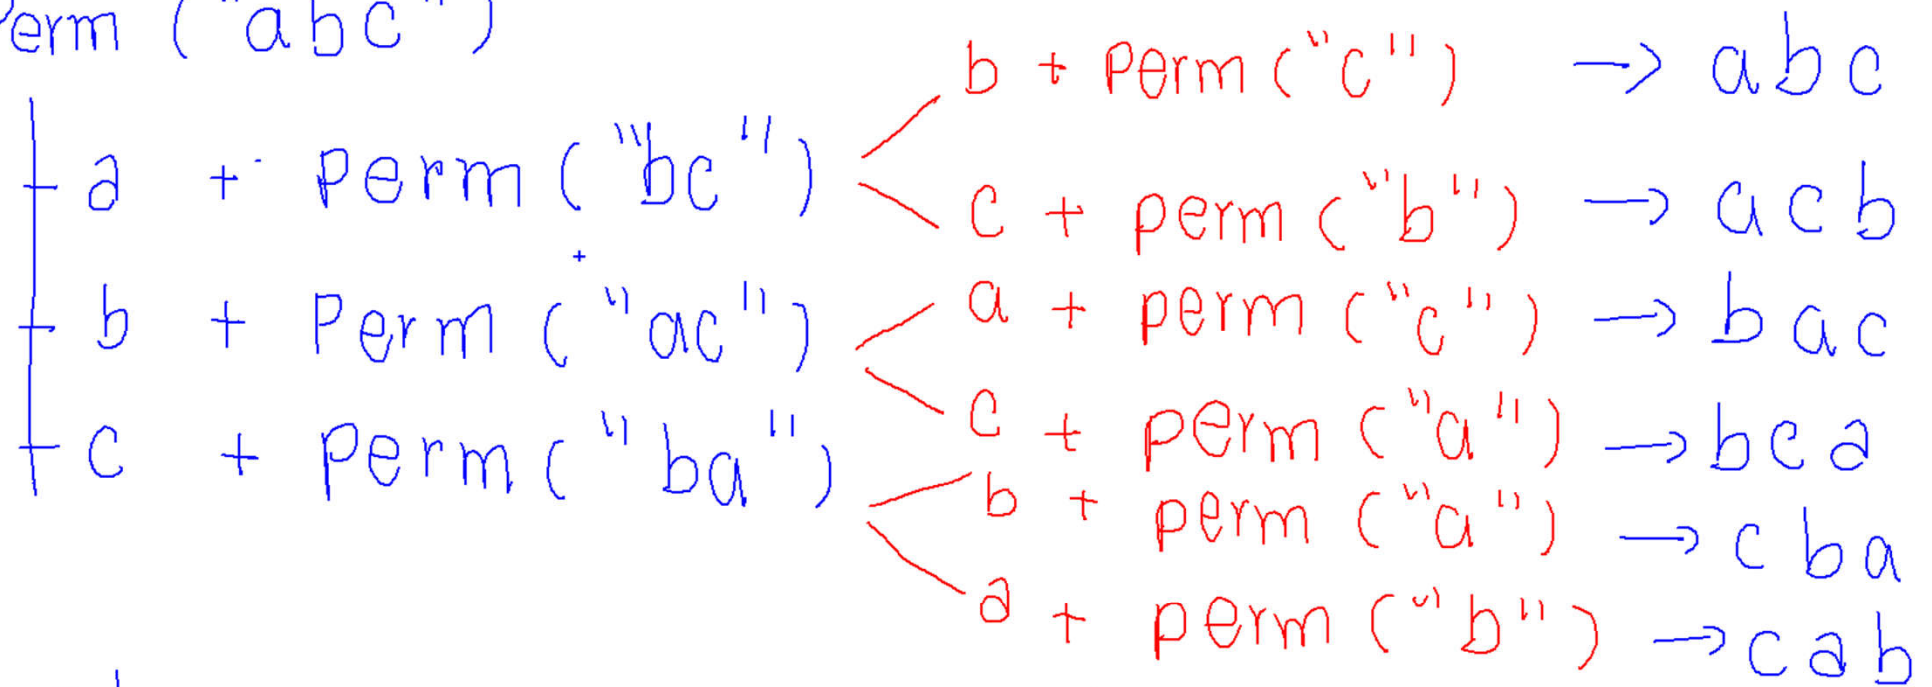 Perm ("abc")
b + Perm ("c") → abc
a + Perm ("bc")
c + perm ("b") → acb
b + Perm ("ac")
a + perm ("c") → bac
c + perm ("a") → bca
c + Perm ("ba")
b + perm ("a") → cba
a + perm ("b") → cab